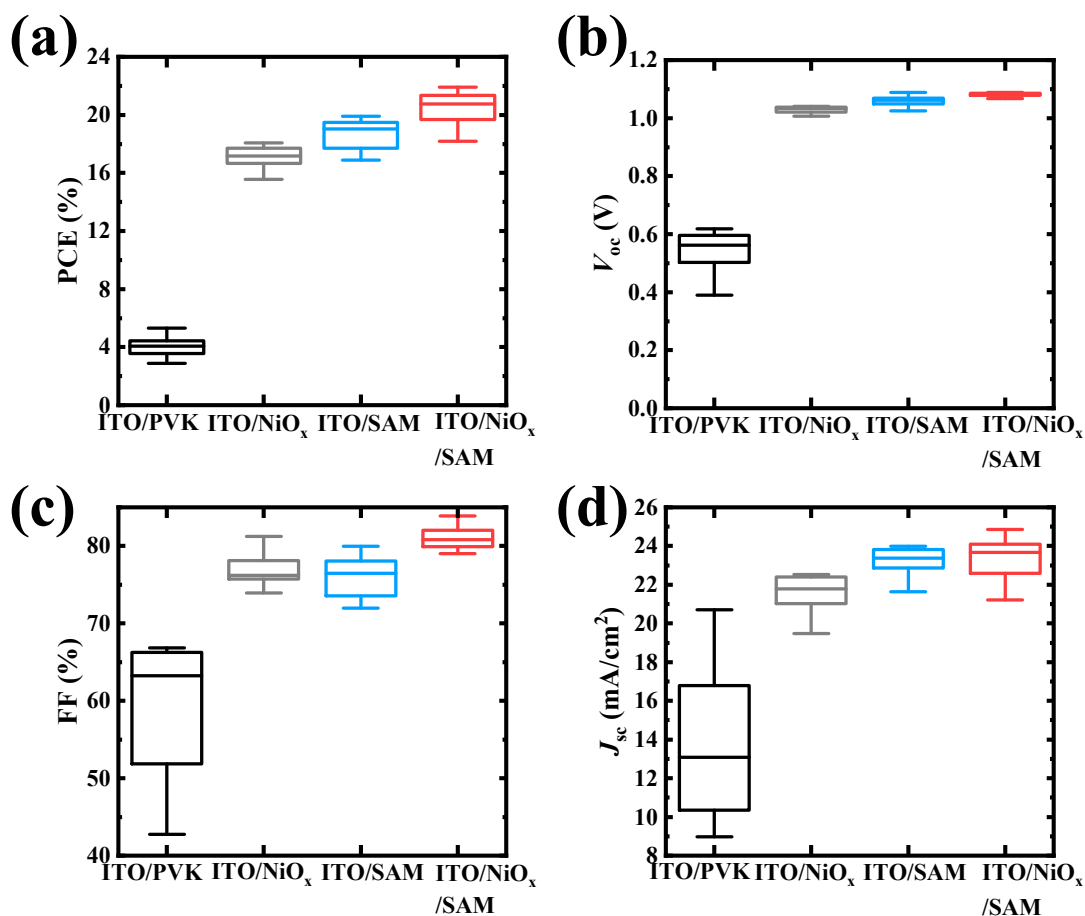 (a)
24
20
16
12
8
4
0
PCE (%)
ITO/PVK ITO/NiOₓ ITO/SAM ITO/NiOₓ
/SAM
(b)
1.2
1.0
0.8
0.6
0.4
0.2
0.0
Voc (V)
ITO/PVK ITO/NiOₓ ITO/SAM ITO/NiOₓ
/SAM
(c)
80
70
60
50
40
FF (%)
ITO/PVK ITO/NiOₓ ITO/SAM ITO/NiOₓ
/SAM
(d)
26
24
22
20
18
16
14
12
10
8
Jsc (mA/cm²)
ITO/PVK ITO/NiOₓ ITO/SAM ITO/NiOₓ
/SAM